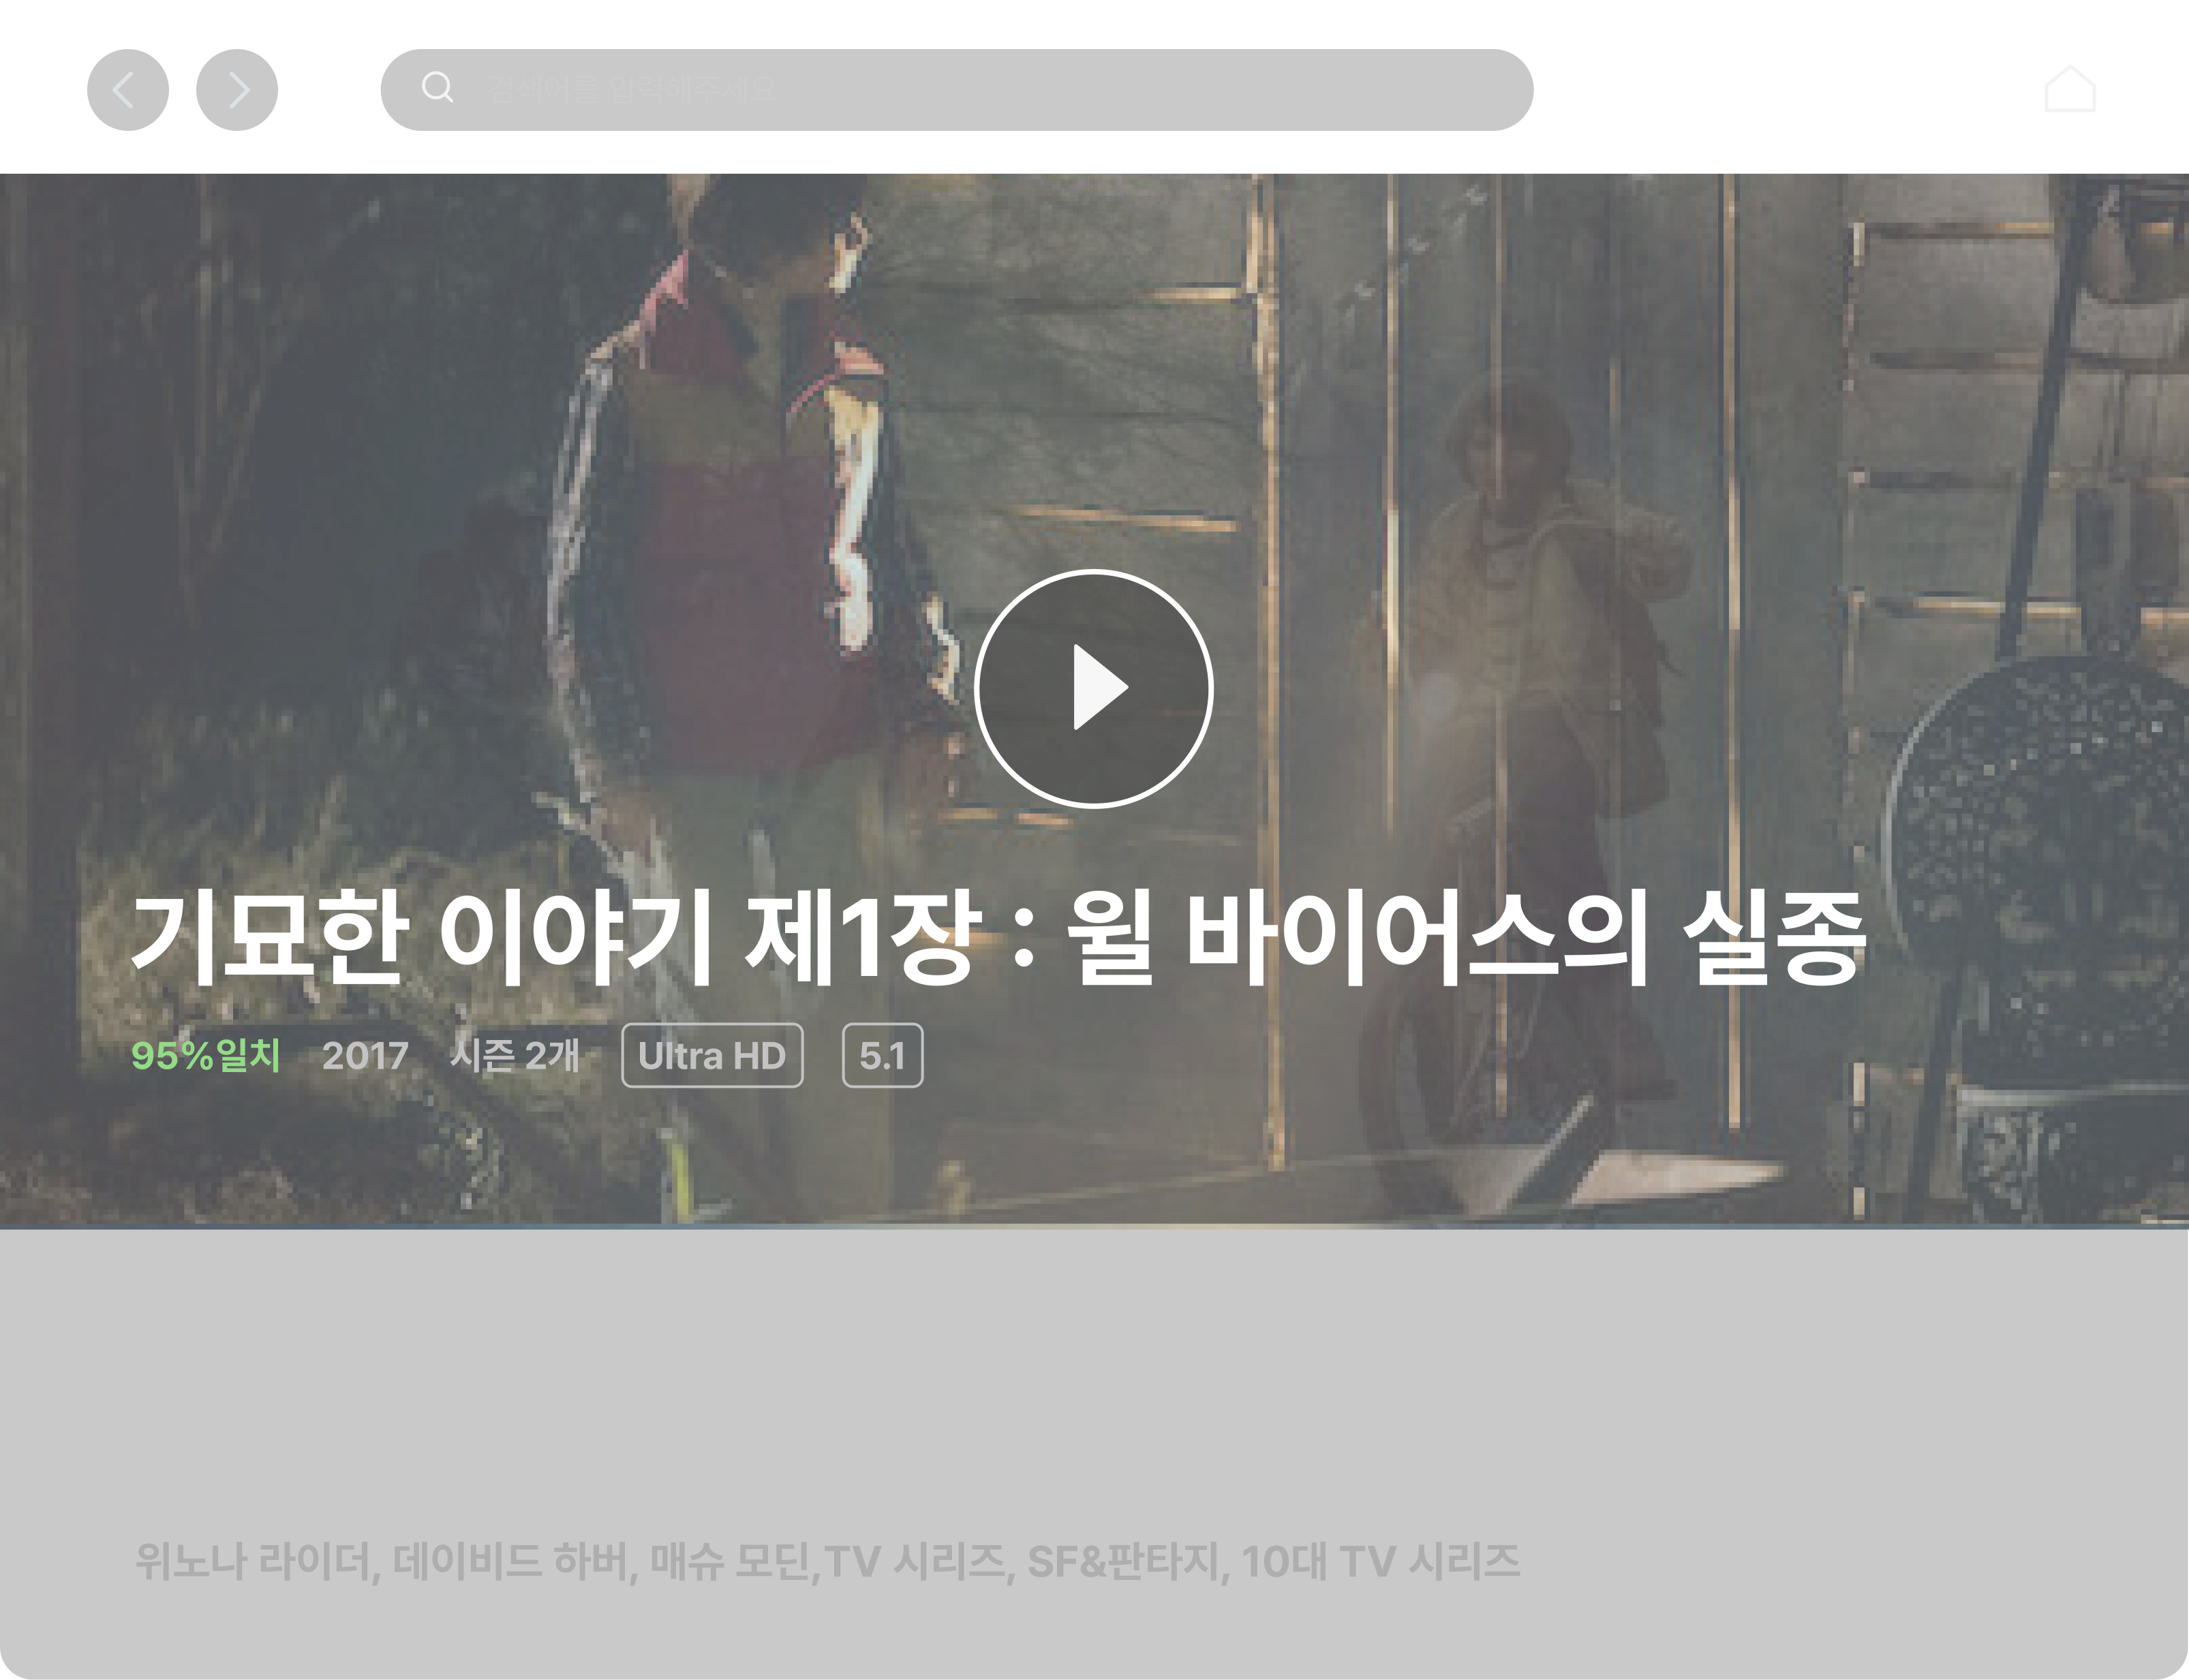 검색어를 입력해주세요
기묘한 이야기 제1장 : 윌 바이어스의 실종
95%일치 2017 시즌 2개 Ultra HD 5.1
위노나 라이더, 데이비드 하버, 매슈 모딘,TV 시리즈, SF&판타지, 10대 TV 시리즈